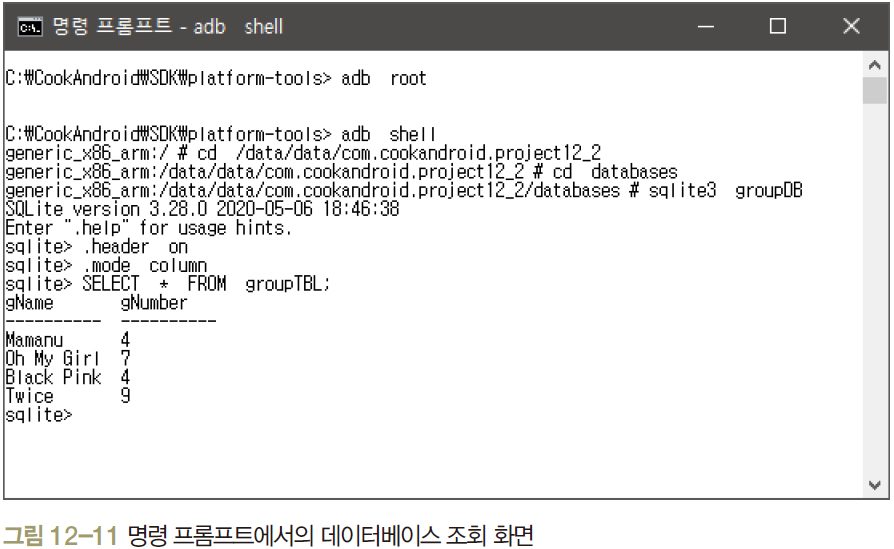 명령 프롬프트 - adb shell
C:₩CookAndroid₩SDK₩platform-tools> adb root
C:₩CookAndroid₩SDK₩platform-tools> adb shell
generic_x86_arm:/ # cd /data/data/com.cookandroid.project12_2
generic_x86_arm:/data/data/com.cookandroid.project12_2 # cd databases
generic_x86_arm:/data/data/com.cookandroid.project12_2/databases # sqlite3 groupDB
SQLite version 3.28.0 2020-05-06 18:46:38
Enter ".help" for usage hints.
sqlite> .header on
sqlite> .mode column
sqlite> SELECT * FROM groupTBL;
gName gNumber
---------- ----------
Mamanu 4
Oh My Girl 7
Black Pink 4
Twice 9
sqlite>
그림 12-11 명령 프롬프트에서의 데이터베이스 조회 화면